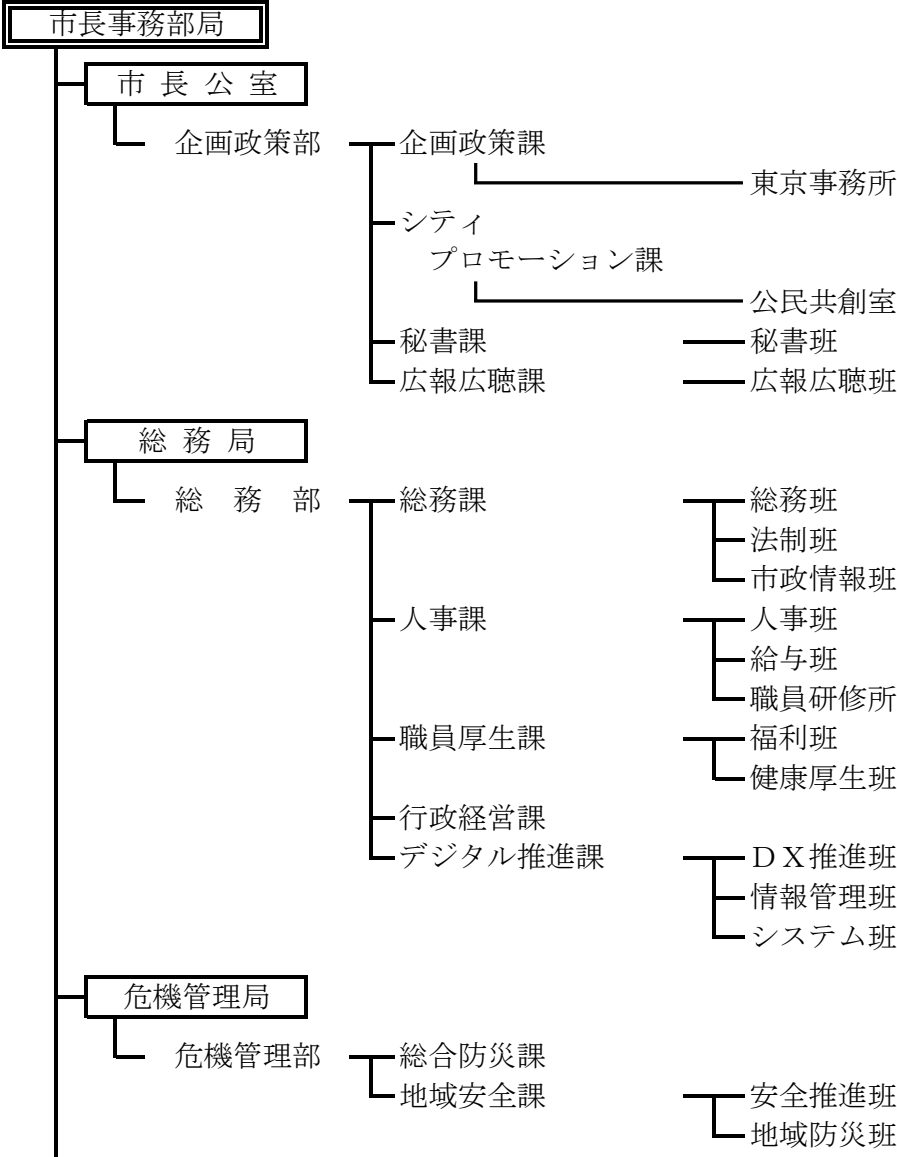 市長事務部局
市長公室
企画政策部 企画政策課
東京事務所
シティ
プロモーション課
公民共創室
秘書課 秘書班
広報広聴課 広報広聴班
総務局
総務部 総務課 総務班
法制班
市政情報班
人事課 人事班
給与班
職員研修所
職員厚生課 福利班
健康厚生班
行政経営課
デジタル推進課 DX推進班
情報管理班
システム班
危機管理局
危機管理部 総合防災課
地域安全課 安全推進班
地域防災班